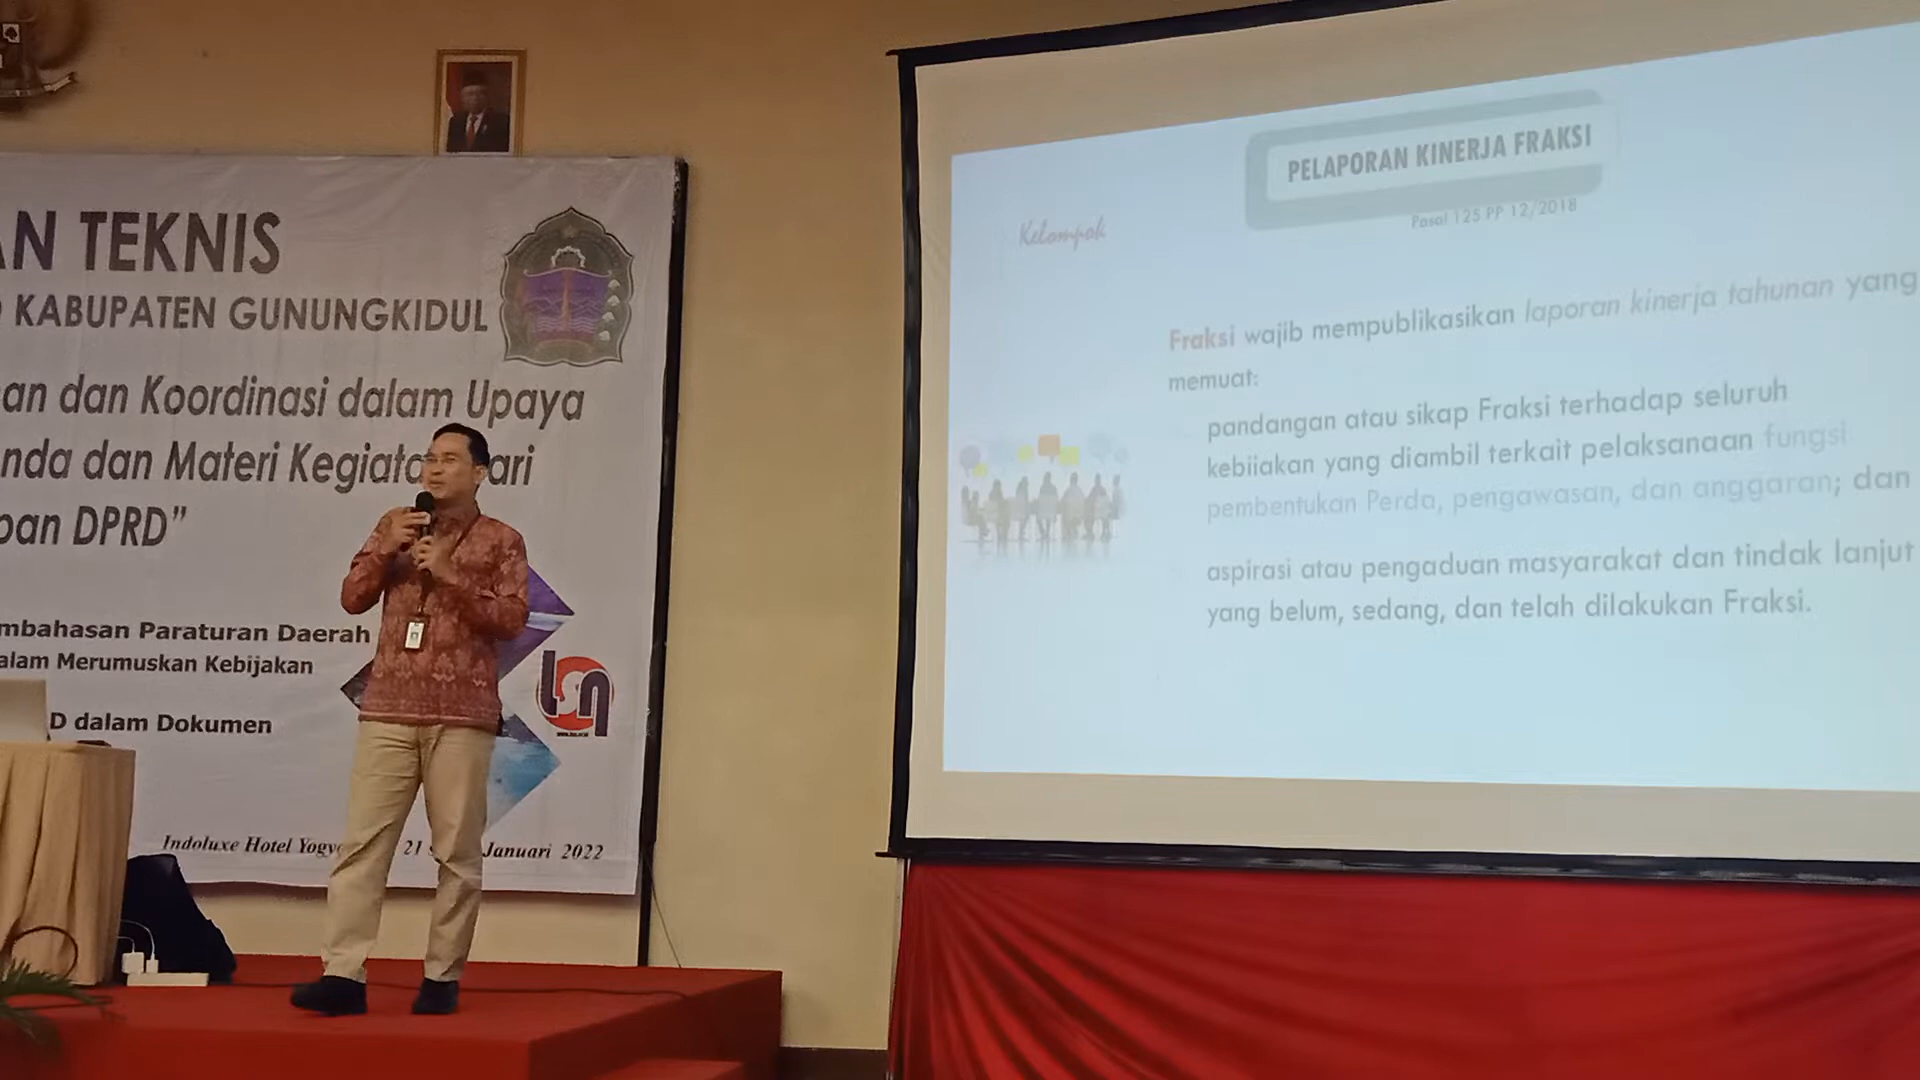 AN TEKNIS
KABUPATEN GUNUNGKIDUL
an dan Koordinasi dalam Upaya
nda dan Materi Kegiata ari
pan DPRD”
mbahasan Paraturan Daerah
alam Merumuskan Kebijakan
D dalam Dokumen
lsn
Indoluxe Hotel Yogy 21 Januari 2022
PELAPORAN KINERJA FRAKSI
Pasal 125 PP 12/2018
Kelompok
Fraksi wajib mempublikasikan laporan kinerja tahunan yang
memuat:
pandangan atau sikap Fraksi terhadap seluruh
kebiiakan yang diambil terkait pelaksanaan fungsi
pembentukan Perda, pengawasan, dan anggaran; dan
aspirasi atau pengaduan masyarakat dan tindak lanjut
yang belum, sedang, dan telah dilakukan Fraksi.